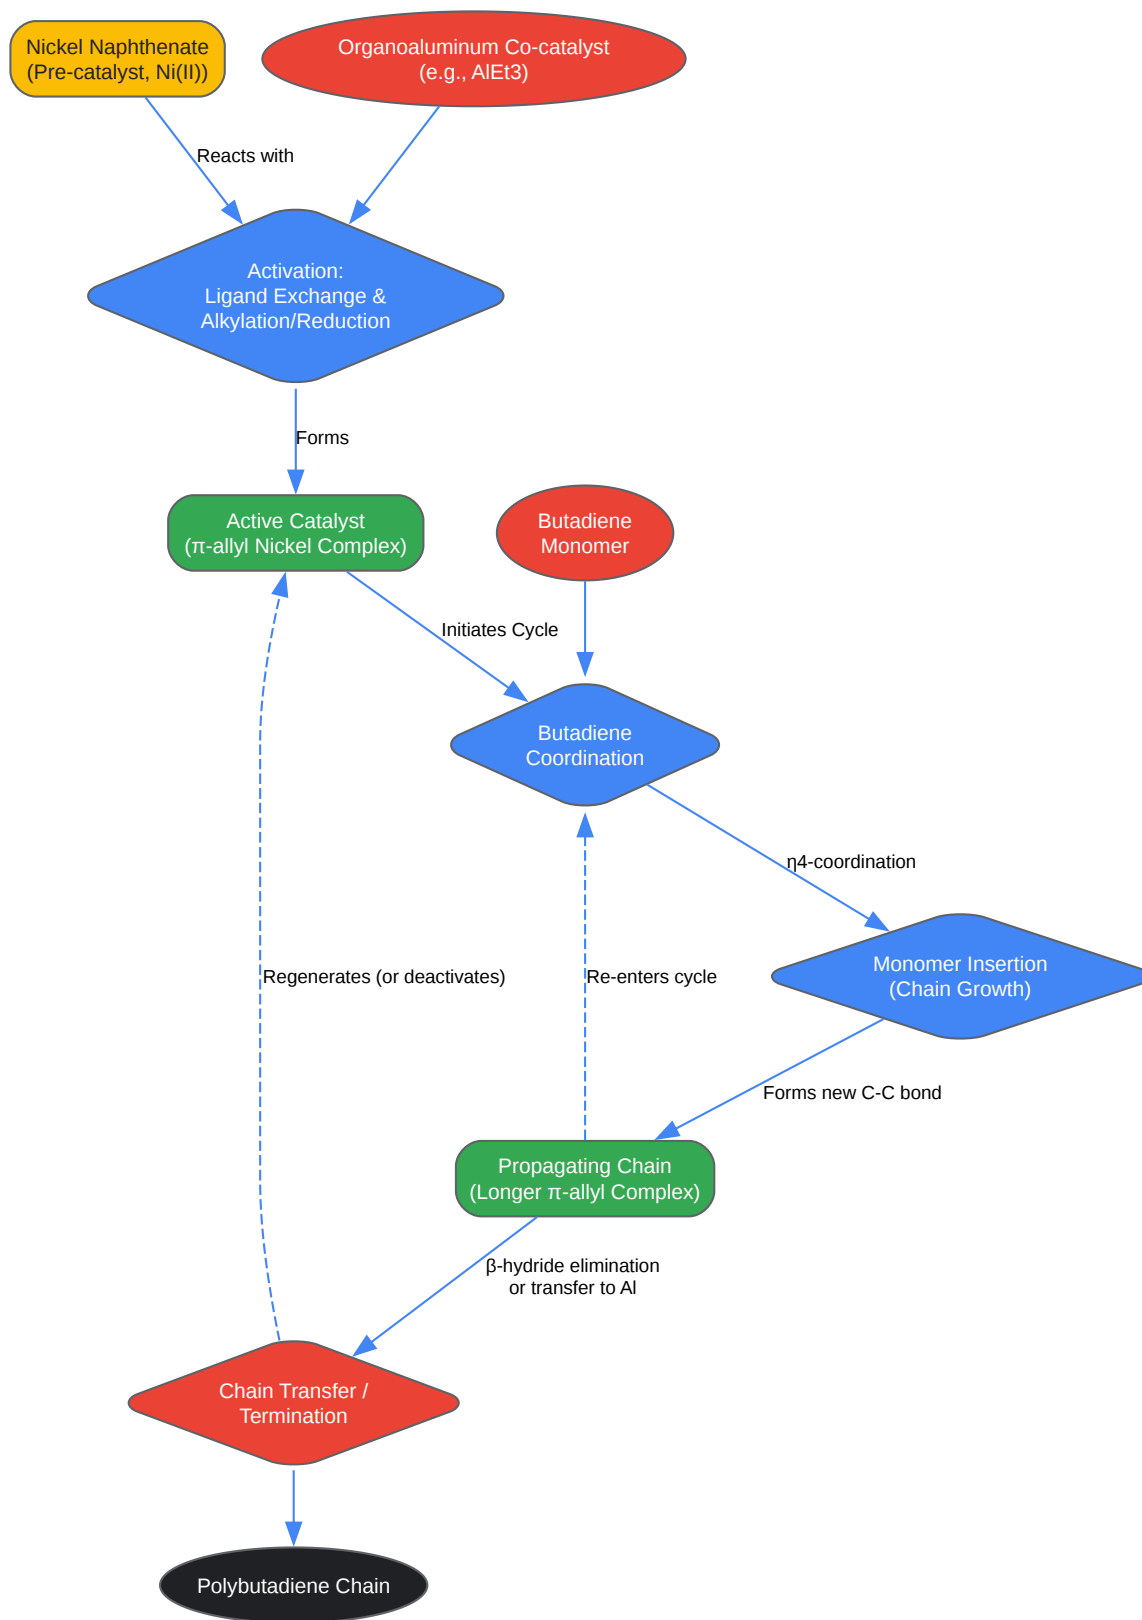 Nickel Naphthenate
(Pre-catalyst, Ni(II))
Organoaluminum Co-catalyst
(e.g., AlEt3)
Reacts with
Activation:
Ligand Exchange &
Alkylation/Reduction
Forms
Active Catalyst
(π-allyl Nickel Complex)
Butadiene
Monomer
Initiates Cycle
Butadiene
Coordination
η4-coordination
Monomer Insertion
(Chain Growth)
Regenerates (or deactivates)
Re-enters cycle
Forms new C-C bond
Propagating Chain
(Longer π-allyl Complex)
β-hydride elimination
or transfer to Al
Chain Transfer /
Termination
Polybutadiene Chain